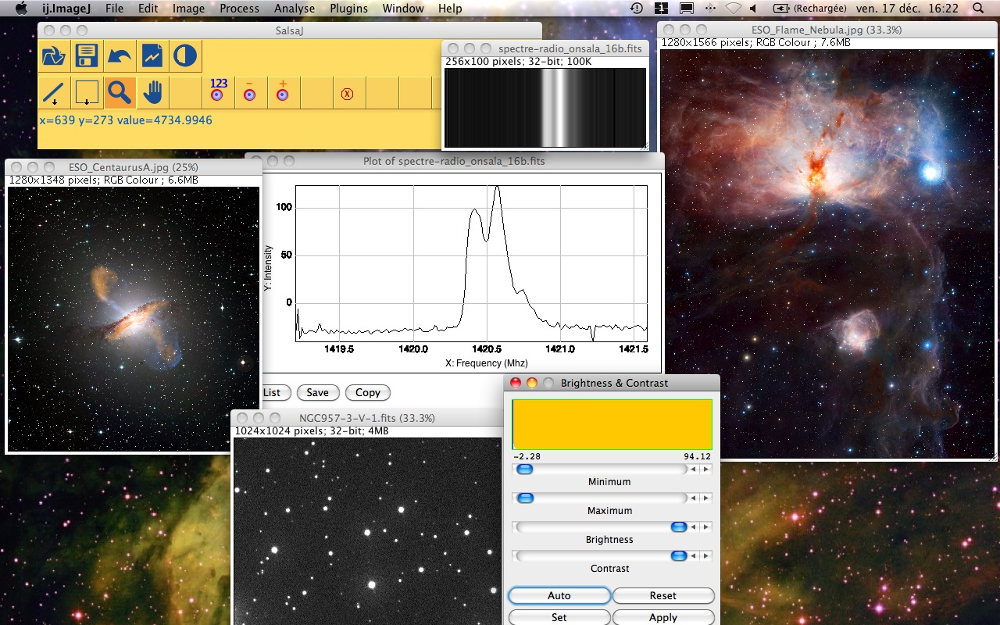 ij.ImageJ File Edit Image Process Analyse Plugins Window Help 1 (Rechargée) ven. 17 déc. 16:22
SalsaJ
123
x=639 y=273 value=4734.9946
spectre-radio_onsala_16b.fits
256x100 pixels; 32-bit; 100K
ESO_Flame_Nebula.jpg (33.3%)
1280x1566 pixels; RGB Colour ; 7.6MB
ESO_CentaurusA.jpg (25%)
1280x1348 pixels; RGB Colour ; 6.6MB
Plot of spectre-radio_onsala_16b.fits
100
50
0
Y: Intensity
1419.5 1420.0 1420.5 1421.0 1421.5
X: Frequency (Mhz)
List Save Copy
NGC957-3-V-1.fits (33.3%)
1024x1024 pixels; 32-bit; 4MB
Brightness & Contrast
-2.28 94.12
Minimum
Maximum
Brightness
Contrast
Auto Reset
Set Apply